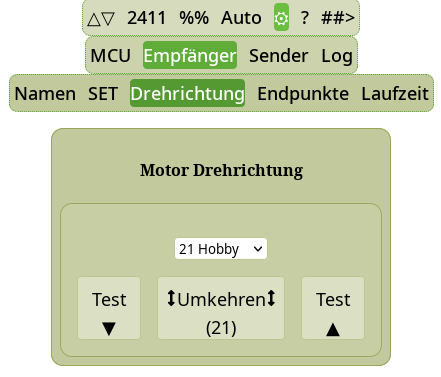 △▽ 2411 %% Auto ⚙ ? ##>
MCU Empfänger Sender Log
Namen SET Drehrichtung Endpunkte Laufzeit
Motor Drehrichtung
21 Hobby
Test ⭥Umkehren⭥ Test
▼ (21) ▲